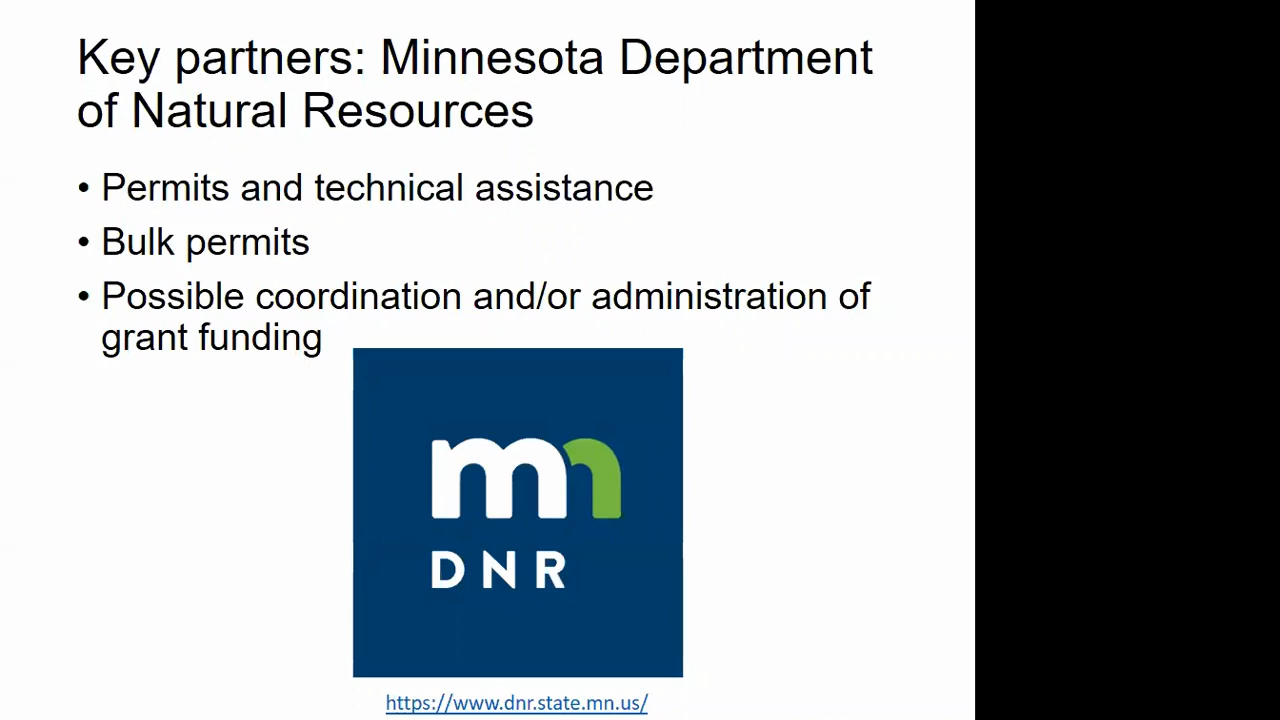 Key partners: Minnesota Department
of Natural Resources
• Permits and technical assistance
• Bulk permits
• Possible coordination and/or administration of
grant funding
mn
DNR
https://www.dnr.state.mn.us/